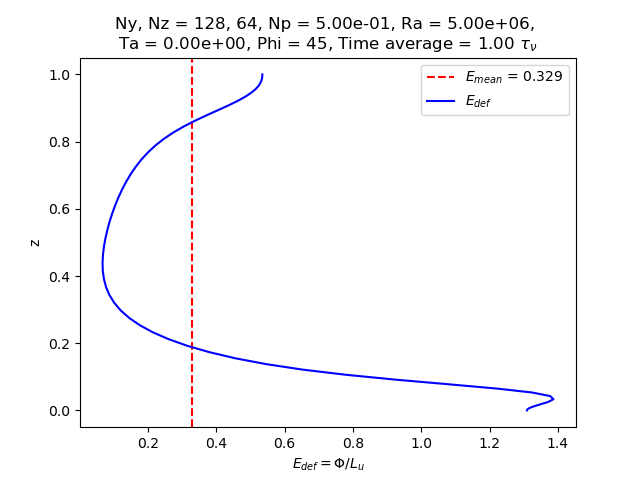 Ny, Nz = 128, 64, Np = 5.00e-01, Ra = 5.00e+06,
Ta = 0.00e+00, Phi = 45, Time average = 1.00 τν
E_mean = 0.329
E_def
z
1.0
0.8
0.6
0.4
0.2
0.0
0.2 0.4 0.6 0.8 1.0 1.2 1.4
E_def = Φ/L_u